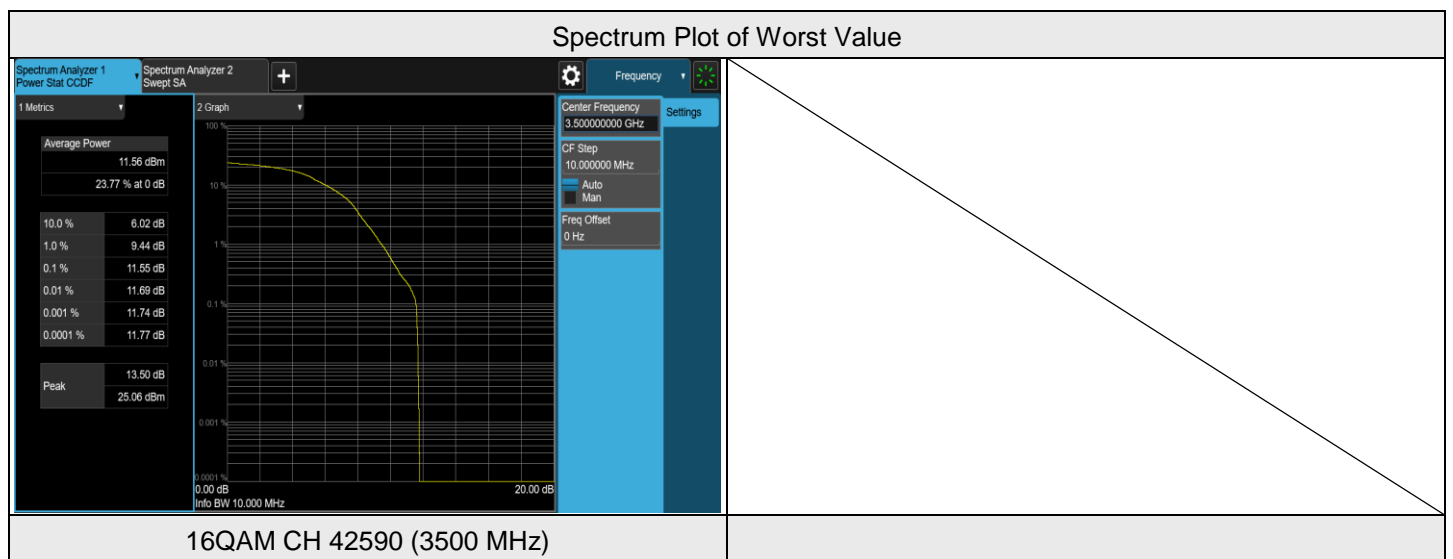 Spectrum Plot of Worst Value
Spectrum Analyzer 1
Power Stat CCDF
Spectrum Analyzer 2
Swept SA
+
Frequency
1 Metrics
Average Power
11.56 dBm
23.77 % at 0 dB
10.0 % 6.02 dB
1.0 % 9.44 dB
0.1 % 11.55 dB
0.01 % 11.69 dB
0.001 % 11.74 dB
0.0001 % 11.77 dB
Peak
13.50 dB
25.06 dBm
2 Graph
100 %
10 %
1 %
0.1 %
0.01 %
0.001 %
0.0001 %
0.00 dB 20.00 dB
Info BW 10.000 MHz
Center Frequency
3.500000000 GHz
CF Step
10.000000 MHz
Auto
Man
Freq Offset
0 Hz
Settings
16QAM CH 42590 (3500 MHz)